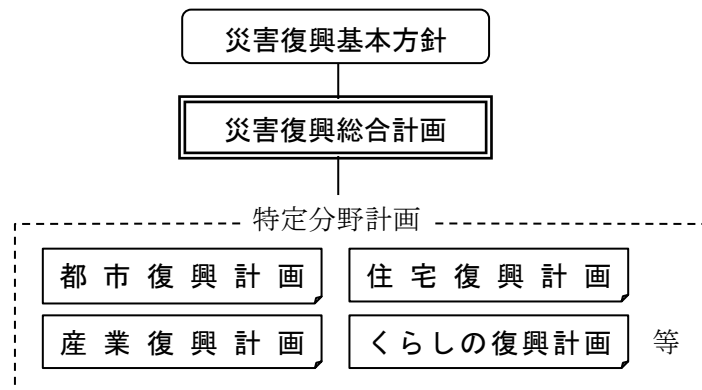 災害復興基本方針
災害復興総合計画
特定分野計画
都市復興計画
住宅復興計画
産業復興計画
くらしの復興計画
等